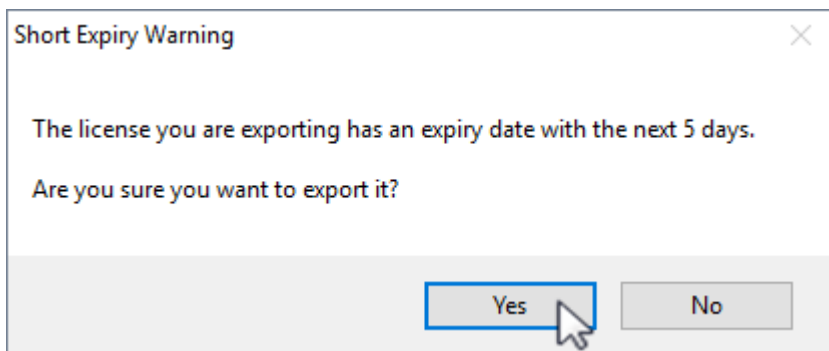 Short Expiry Warning
The license you are exporting has an expiry date with the next 5 days.
Are you sure you want to export it?
Yes
No